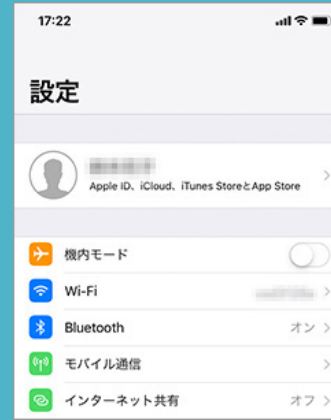 17:22
設定
Apple ID、iCloud、iTunes StoreとApp Store
機内モード
Wi-Fi
Bluetooth オン
モバイル通信
インターネット共有 オフ